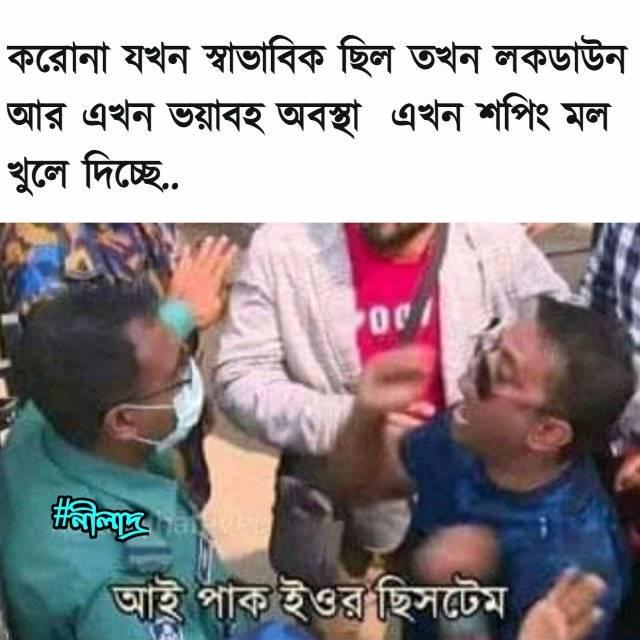 করোনা যখন স্বাভাবিক ছিল তখন লকডাউন
আর এখন ভয়াবহ অবস্থা এখন শপিং মল
খুলে দিচ্ছে..
#নীলাদ্র
আই পাক ইওর ছিসটেম